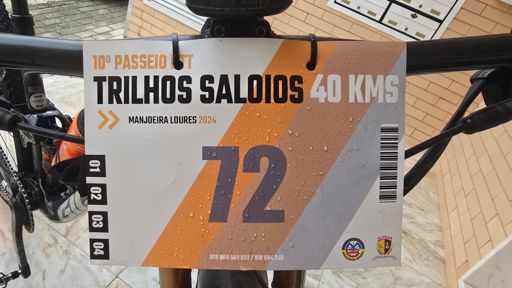 10º PASSEIO BTT
TRILHOS SALOIOS 40 KMS
MANJOEIRA LOURES 2024
72
01
02
03
04